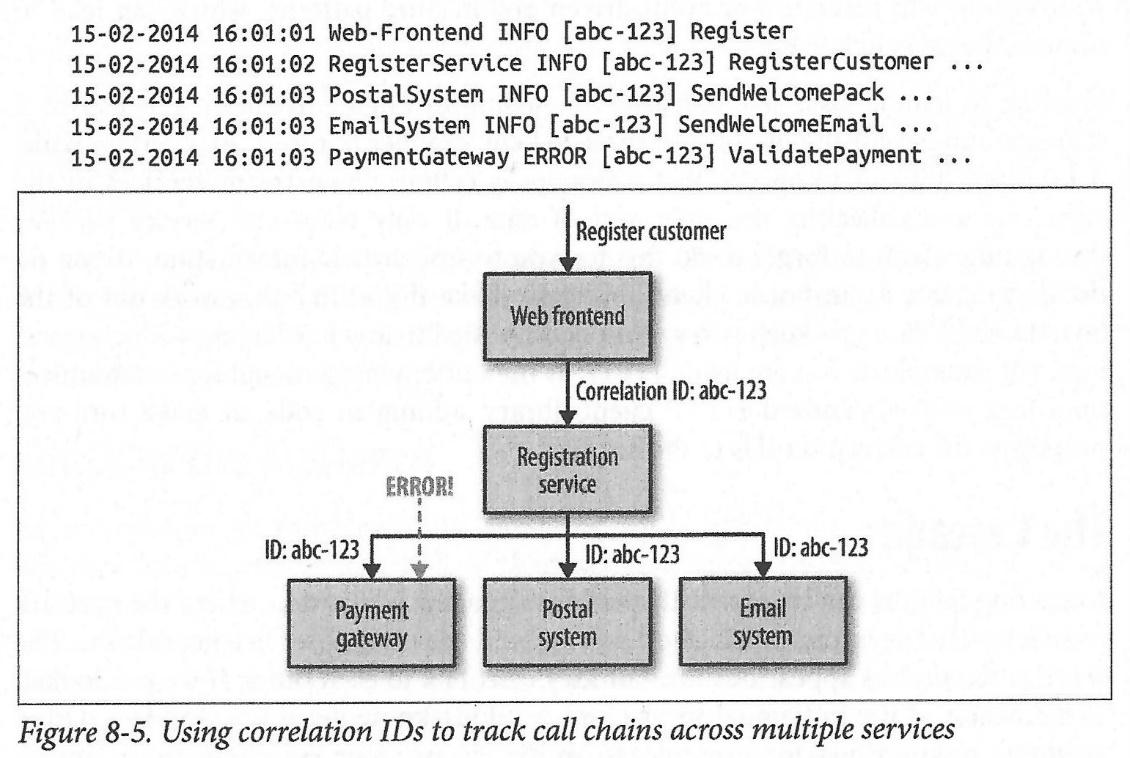 15-02-2014 16:01:01 Web-Frontend INFO [abc-123] Register
15-02-2014 16:01:02 RegisterService INFO [abc-123] RegisterCustomer ...
15-02-2014 16:01:03 PostalSystem INFO [abc-123] SendWelcomePack ...
15-02-2014 16:01:03 EmailSystem INFO [abc-123] SendWelcomeEmail ...
15-02-2014 16:01:03 PaymentGateway ERROR [abc-123] ValidatePayment ...
Register customer
Web frontend
Correlation ID: abc-123
Registration
service
ERROR!
ID: abc-123
ID: abc-123
ID: abc-123
Payment
gateway
Postal
system
Email
system
Figure 8-5. Using correlation IDs to track call chains across multiple services